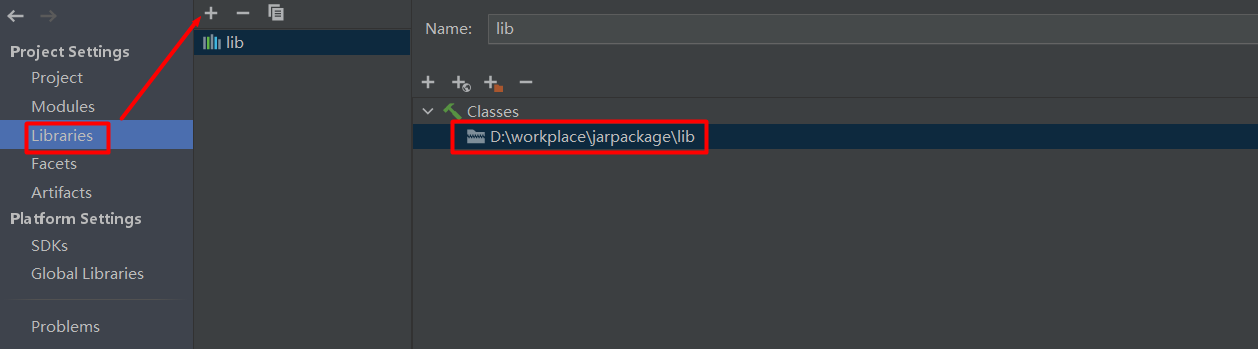 Project Settings
Project
Modules
Libraries
Facets
Artifacts
Platform Settings
SDKs
Global Libraries
Problems
lib
Name: lib
Classes
D:\workplace\jarpackage\lib